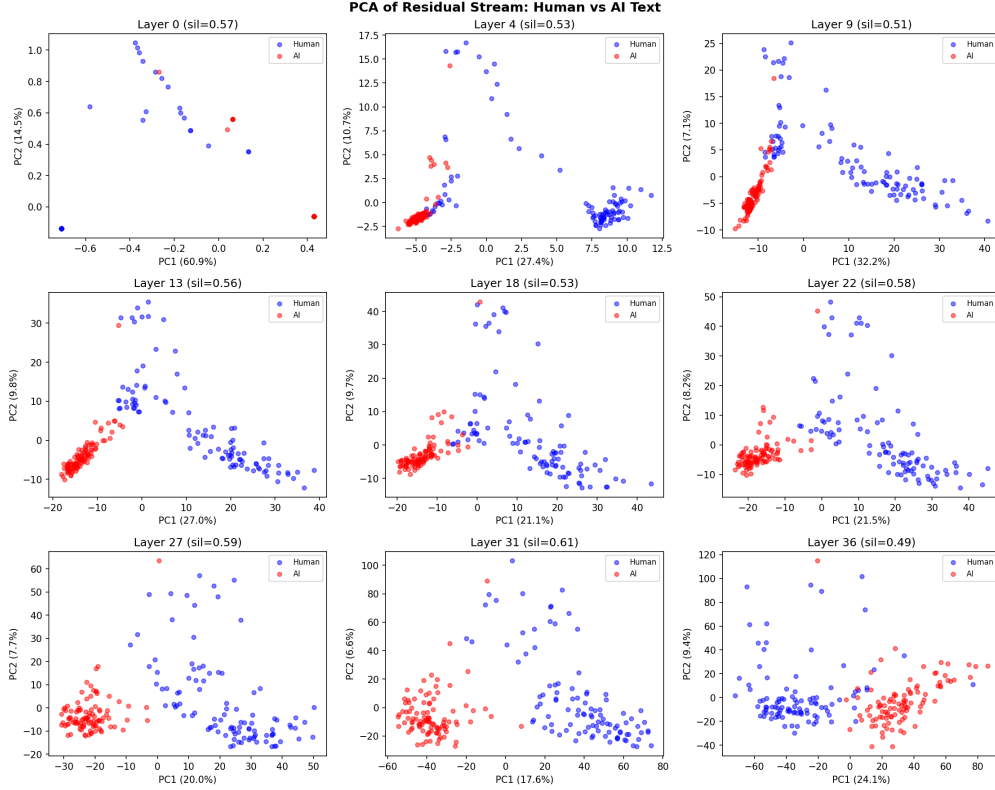 PCA of Residual Stream: Human vs AI Text
Layer 0 (sil=0.57)
Human
AI
1.0
0.8
0.6
0.4
0.2
0.0
PC2 (14.5%)
−0.6
−0.4
−0.2
0.0
0.2
0.4
PC1 (60.9%)
Layer 4 (sil=0.53)
Human
AI
17.5
15.0
12.5
10.0
7.5
5.0
2.5
0.0
−2.5
PC2 (10.7%)
−5.0
−2.5
0.0
2.5
5.0
7.5
10.0
12.5
PC1 (27.4%)
Layer 9 (sil=0.51)
Human
AI
25
20
15
10
5
0
−5
−10
PC2 (7.1%)
−10
0
10
20
30
40
PC1 (32.2%)
Layer 13 (sil=0.56)
Human
AI
30
20
10
0
−10
PC2 (9.8%)
−20
−10
0
10
20
30
40
PC1 (27.0%)
Layer 18 (sil=0.53)
Human
AI
40
30
20
10
0
−10
PC2 (9.7%)
−20
−10
0
10
20
30
40
PC1 (21.1%)
Layer 22 (sil=0.58)
Human
AI
50
40
30
20
10
0
−10
PC2 (8.2%)
−20
−10
0
10
20
30
40
PC1 (21.5%)
Layer 27 (sil=0.59)
Human
AI
60
50
40
30
20
10
0
−10
−20
PC2 (7.7%)
−30
−20
−10
0
10
20
30
40
50
PC1 (20.0%)
Layer 31 (sil=0.61)
Human
AI
100
80
60
40
20
0
−20
PC2 (6.6%)
−60
−40
−20
0
20
40
60
80
PC1 (17.6%)
Layer 36 (sil=0.49)
Human
AI
120
100
80
60
40
20
0
−20
−40
PC2 (9.4%)
−60
−40
−20
0
20
40
60
80
PC1 (24.1%)